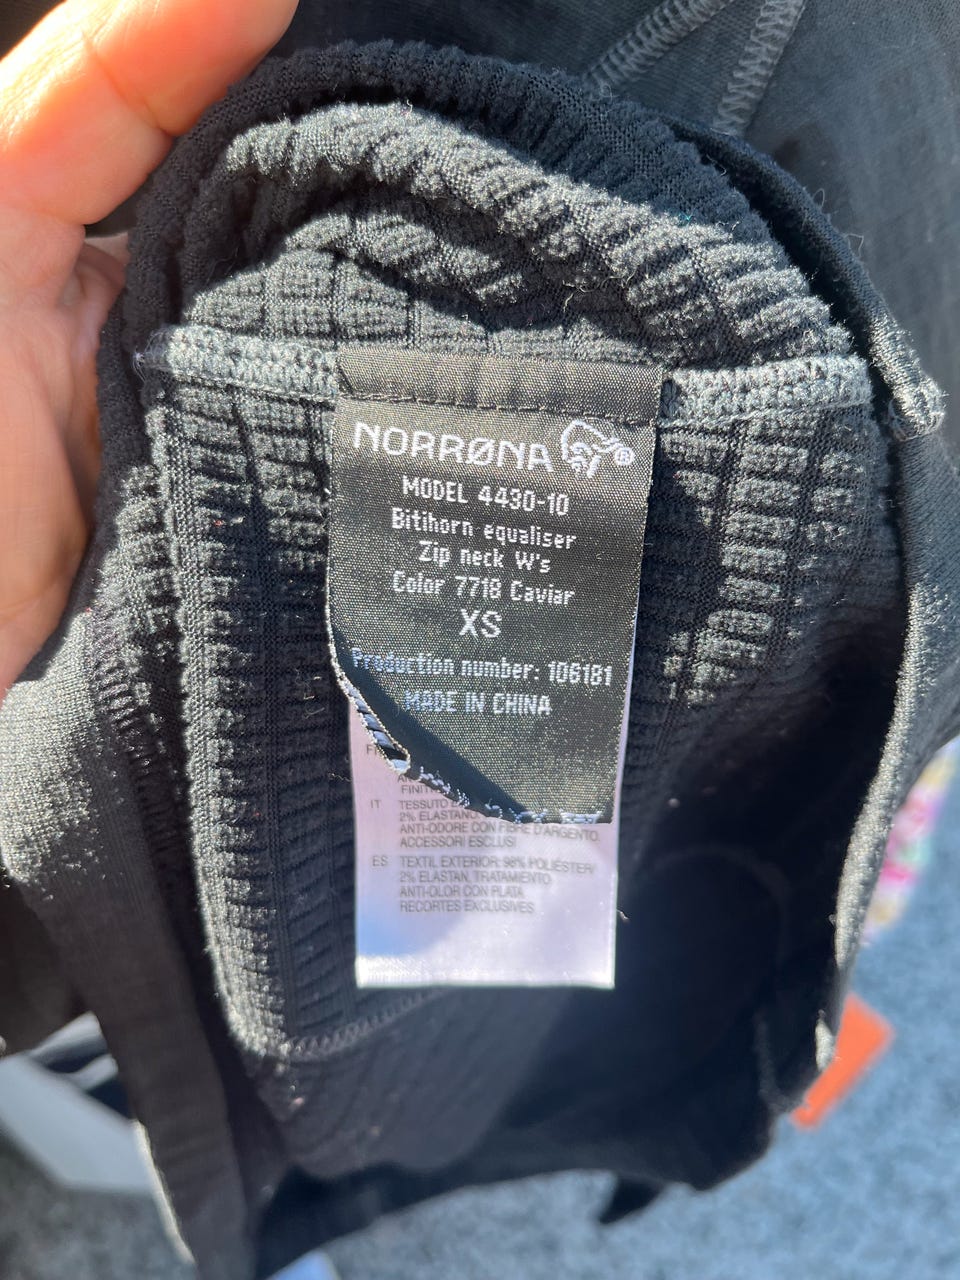 NORRØNA®
MODEL 4430-10
Bitihorn equaliser
Zip neck W's
Color 7718 Caviar
XS
Production number: 106181
MADE IN CHINA
IT TESSUTO
2% ELASTANO,
ANTI-ODORE CON FIBRE D'ARGENTO.
ACCESSORI ESCLUSI
ES TEXTIL EXTERIOR: 98% POLIÉSTER/
2% ELASTAN, TRATAMIENTO
ANTI-OLOR CON PLATA
RECORTES EXCLUSIVES